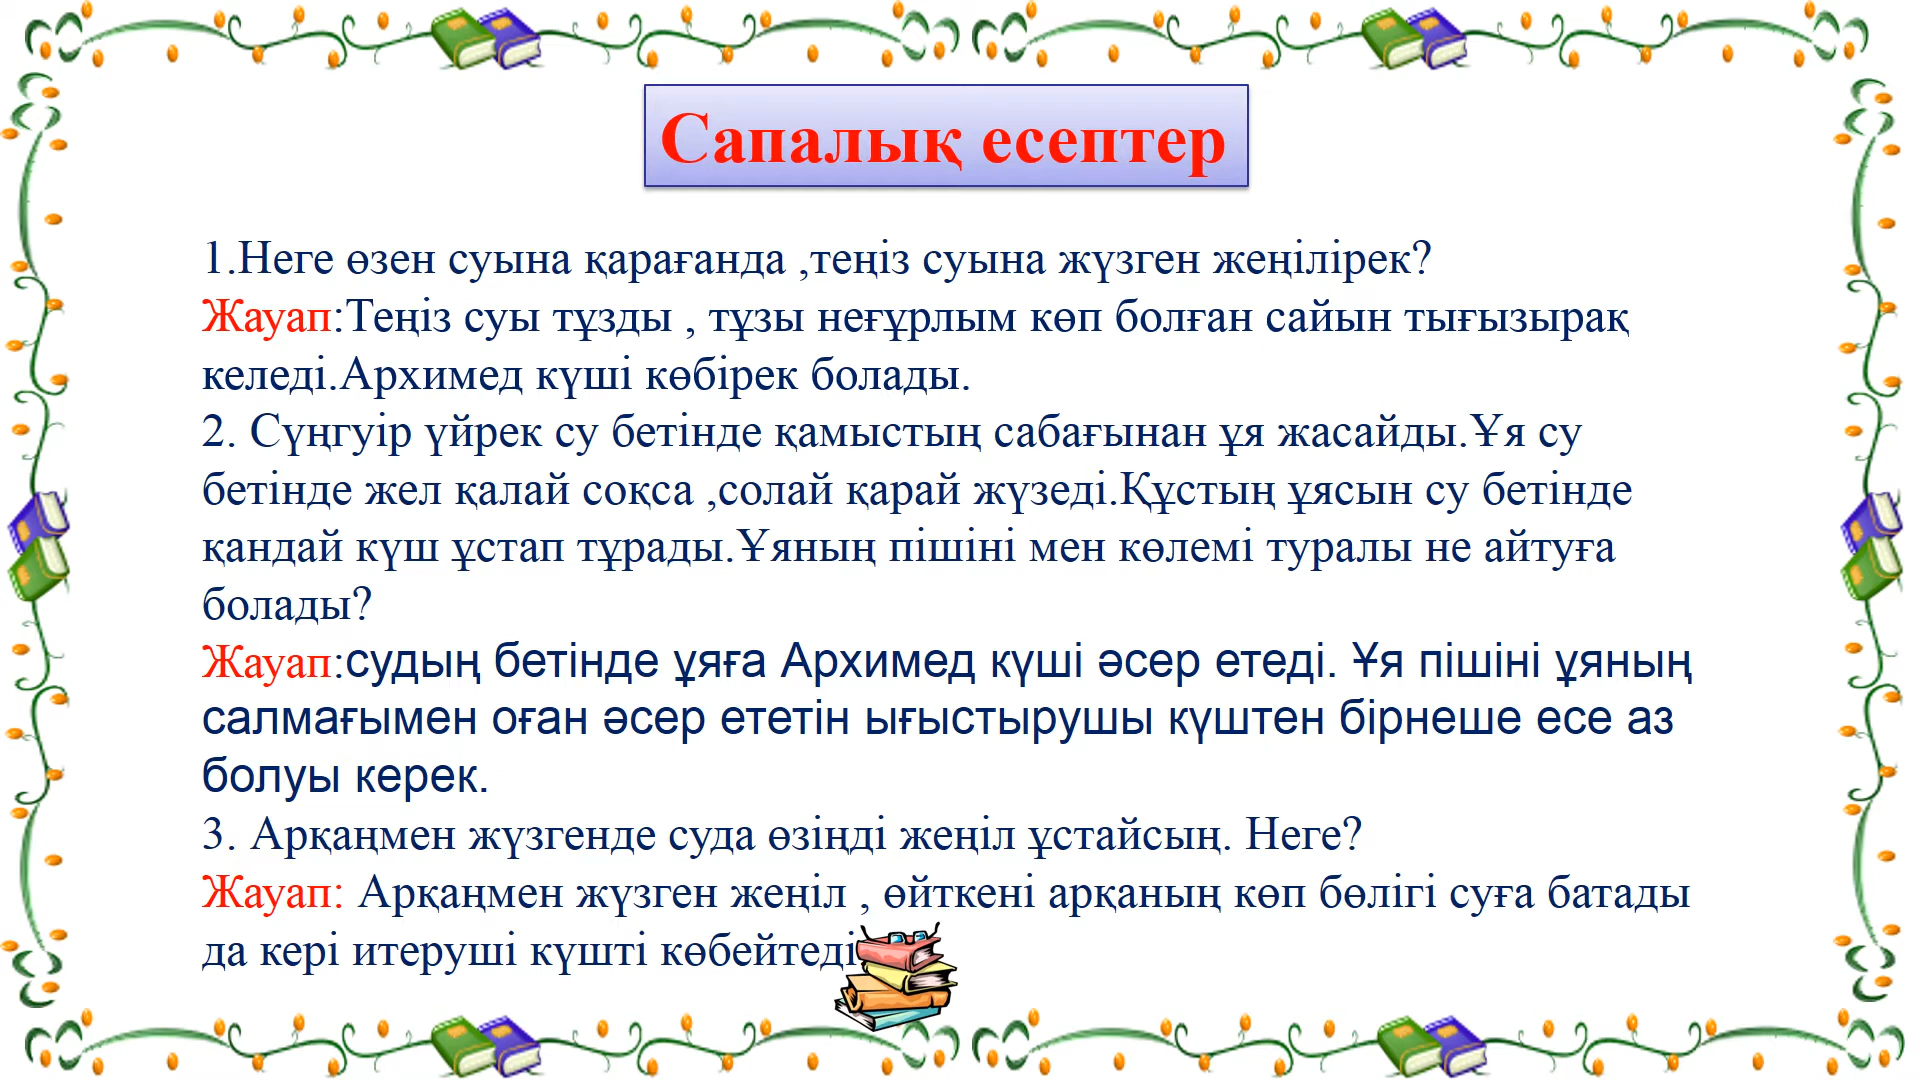 Сапалық есептер
1.Неге өзен суына қарағанда ,теңіз суына жүзген жеңілірек?
Жауап:Теңіз суы тұзды , тұзы неғұрлым көп болған сайын тығызырақ
келеді.Архимед күші көбірек болады.
2. Сүңгуір үйрек су бетінде қамыстың сабағынан ұя жасайды.Ұя су
бетінде жел қалай соқса ,солай қарай жүзеді.Құстың ұясын су бетінде
қандай күш ұстап тұрады.Ұяның пішіні мен көлемі туралы не айтуға
болады?
Жауап:судың бетінде ұяға Архимед күші әсер етеді. Ұя пішіні ұяның
салмағымен оған әсер ететін ығыстырушы күштен бірнеше есе аз
болуы керек.
3. Арқаңмен жүзгенде суда өзіңді жеңіл ұстайсың. Неге?
Жауап: Арқаңмен жүзген жеңіл , өйткені арқаның көп бөлігі суға батады
да кері итеруші күшті көбейтеді